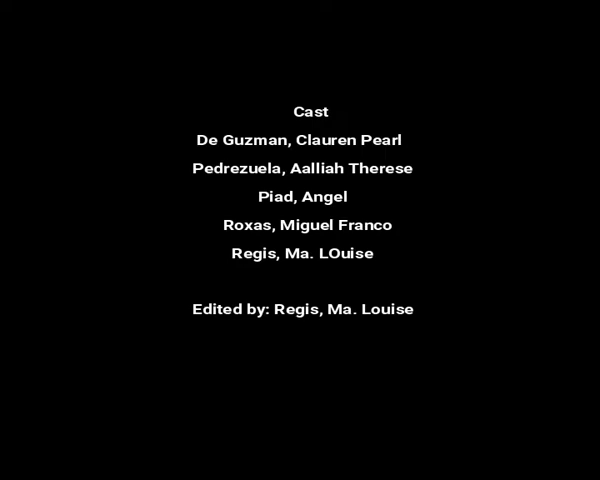 Cast
De Guzman, Clauren Pearl
Pedrezuela, Aalliah Therese
Piad, Angel
Roxas, Miguel Franco
Regis, Ma. LOuise
Edited by: Regis, Ma. Louise